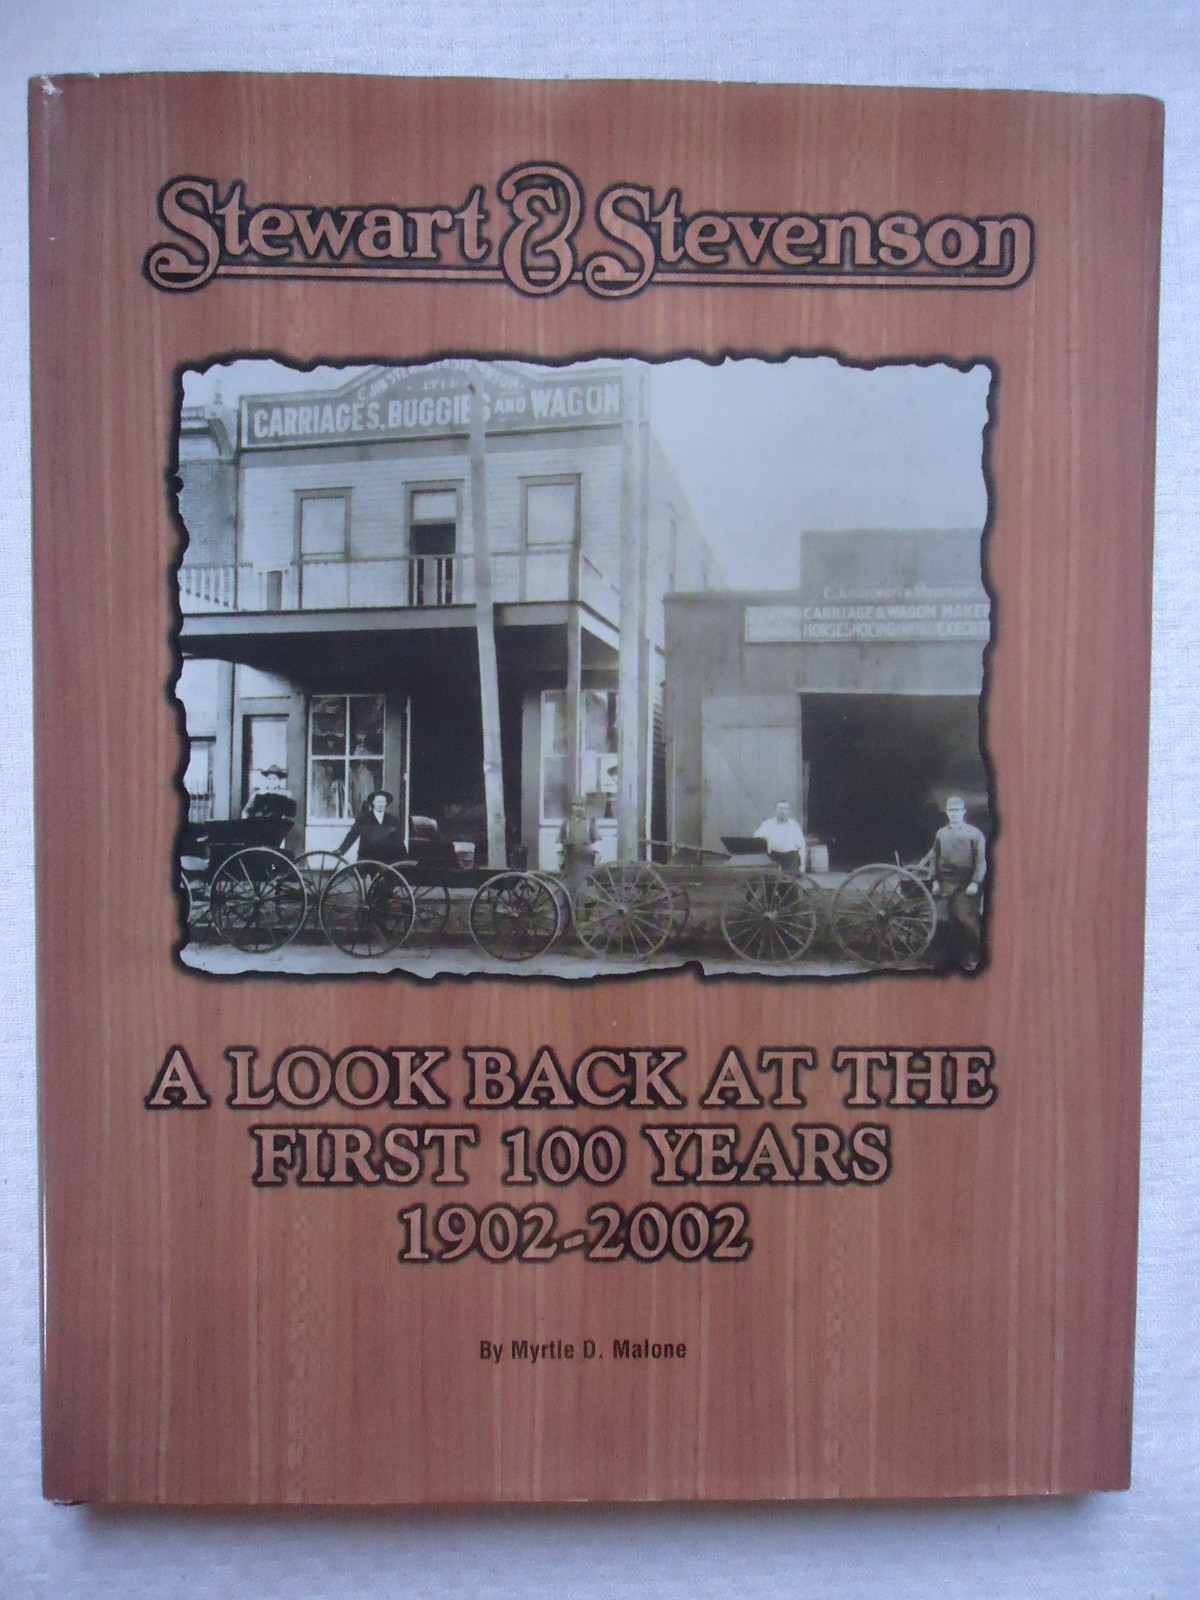 Stewart & Stevenson
CARRIAGES, BUGGIES AND WAGON
CARRIAGE & WAGON MAKER
HORSESHOEING
A LOOK BACK AT THE
FIRST 100 YEARS
1902-2002
By Myrtle D. Malone